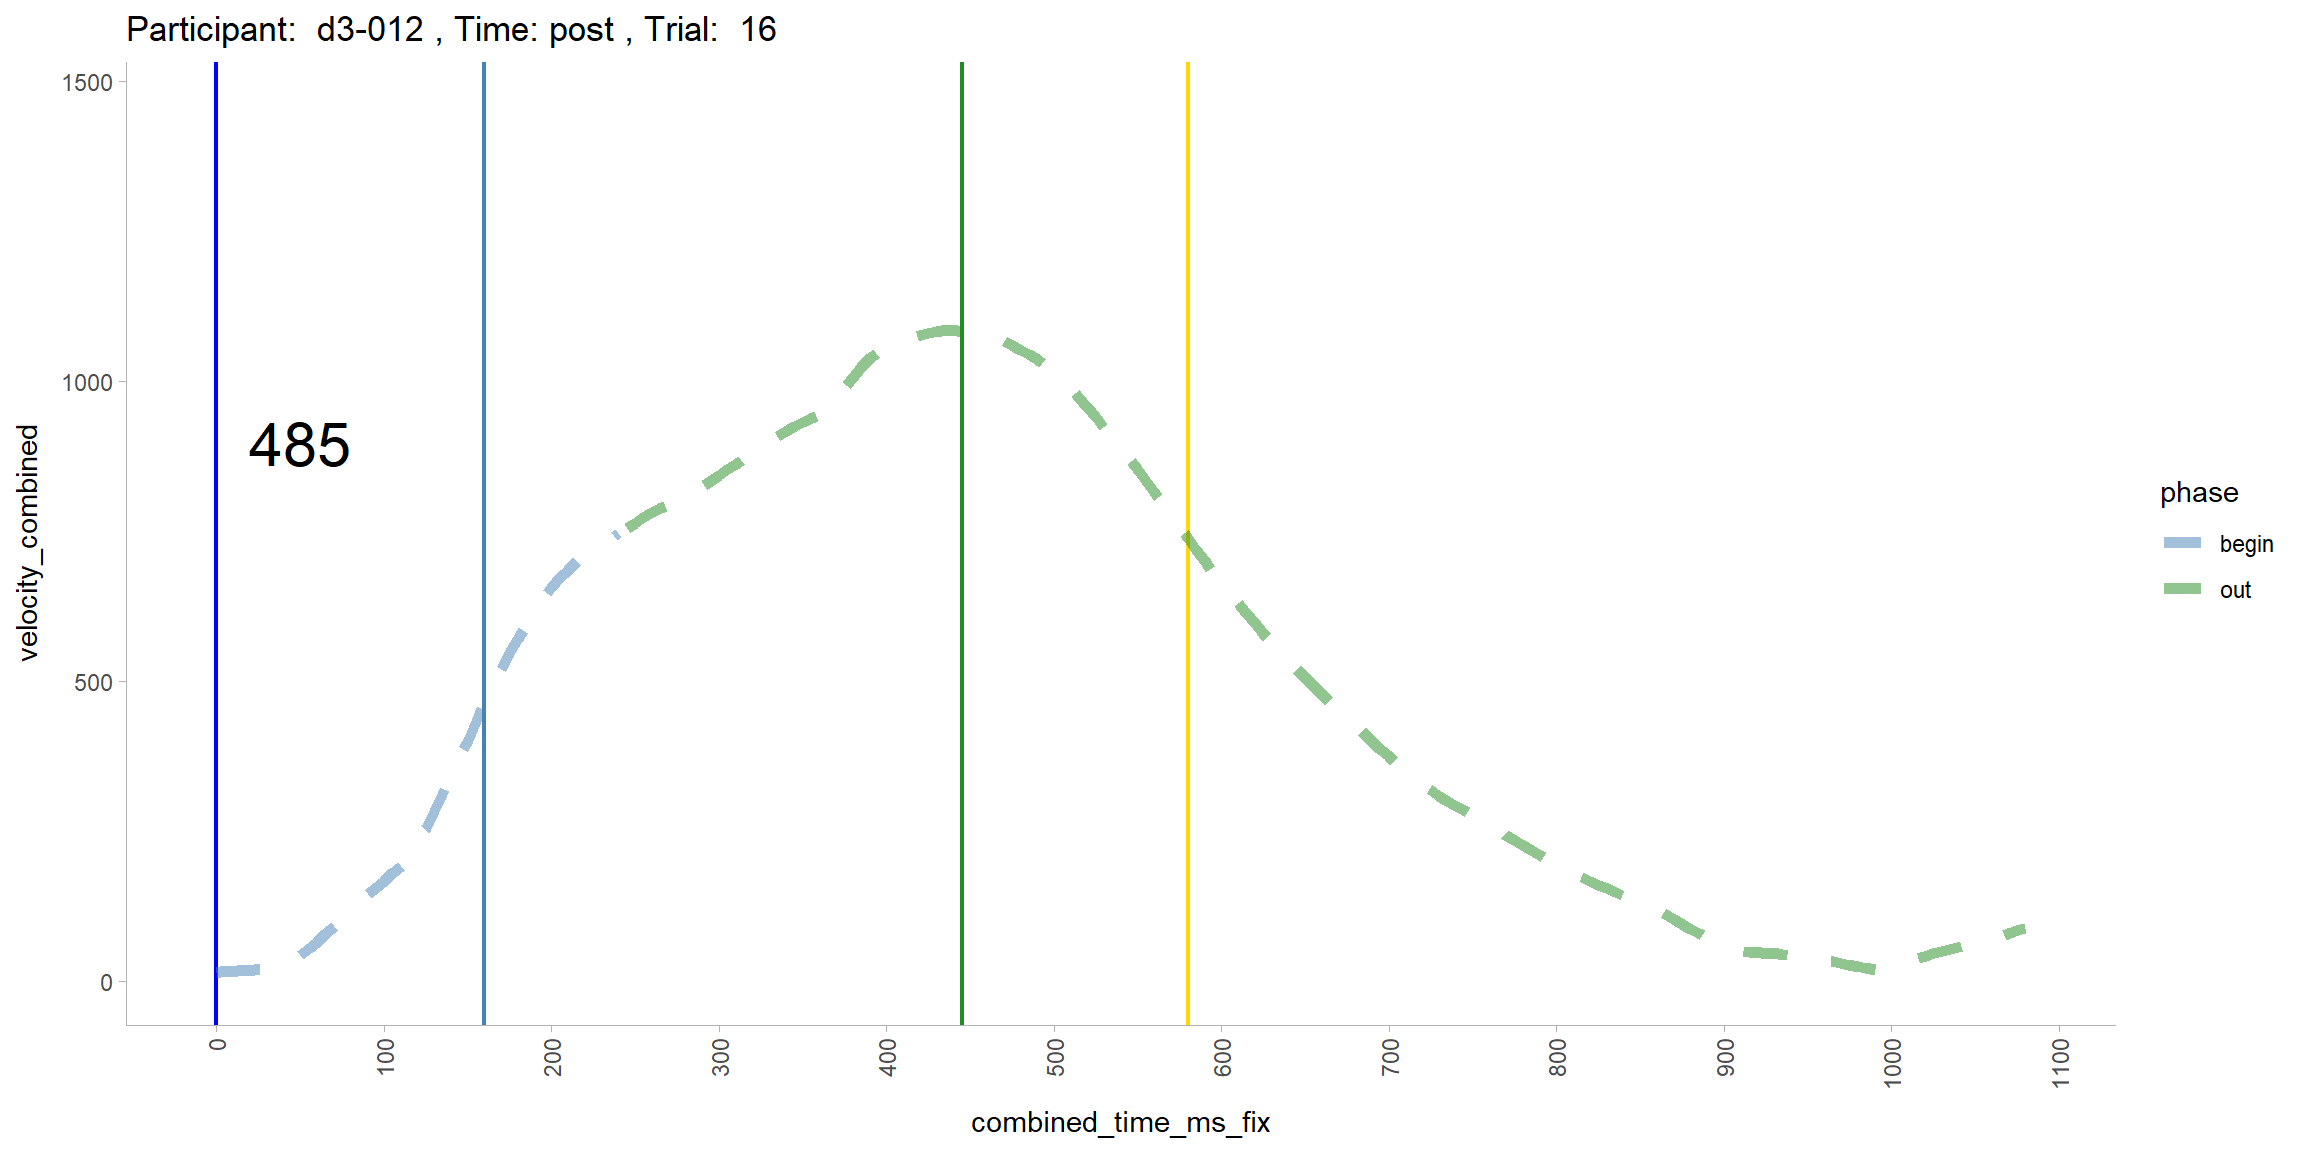 Participant:  d3-012 , Time: post , Trial:  16
1500
1000
500
0
velocity_combined
485
0
100
200
300
400
500
600
700
800
900
1000
1100
combined_time_ms_fix
phase
begin
out